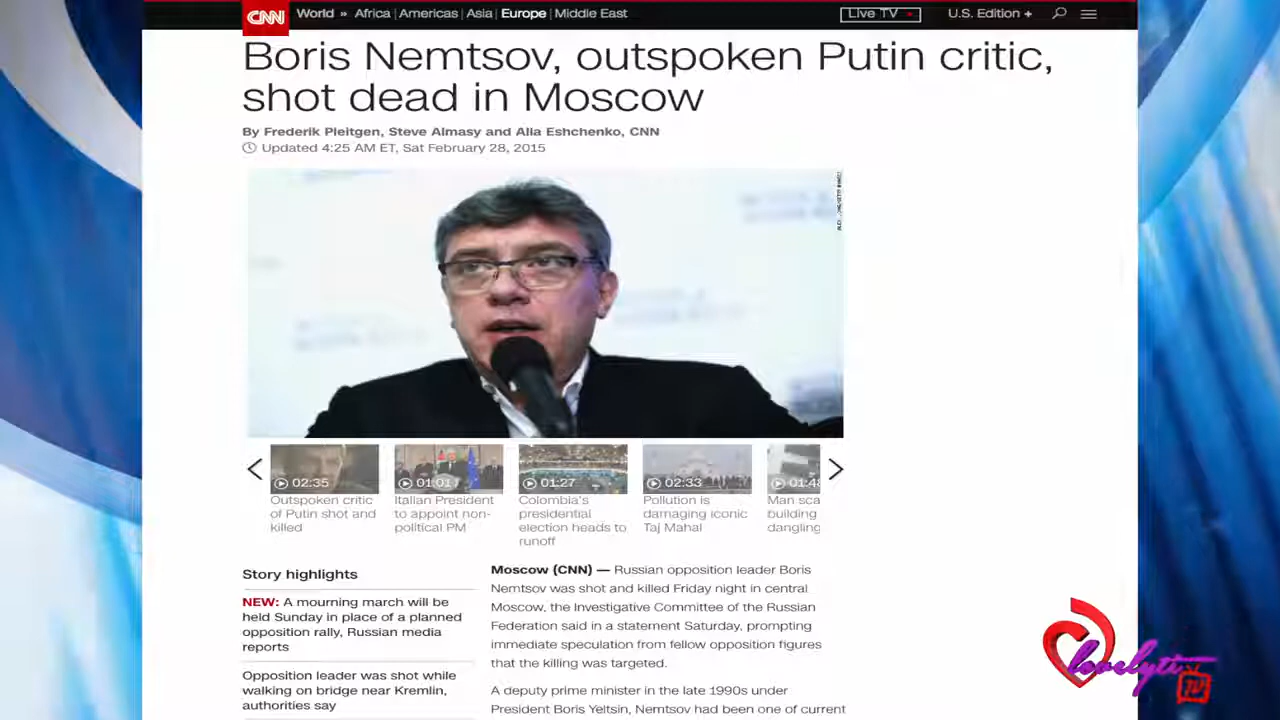 CNN World » Africa | Americas | Asia | Europe | Middle East Live TV U.S. Edition +
Boris Nemtsov, outspoken Putin critic,
shot dead in Moscow
By Frederik Pleitgen, Steve Almasy and Alla Eshchenko, CNN
Updated 4:25 AM ET, Sat February 28, 2015
02:35
Outspoken critic
of Putin shot and
killed
01:01
Italian President
to appoint non-
political PM
01:27
Colombia's
presidential
election heads to
runoff
02:33
Pollution is
damaging iconic
Taj Mahal
01:48
Man sca
building
dangling
Story highlights
NEW: A mourning march will be
held Sunday in place of a planned
opposition rally, Russian media
reports
Opposition leader was shot while
walking on bridge near Kremlin,
authorities say
Moscow (CNN) — Russian opposition leader Boris
Nemtsov was shot and killed Friday night in central
Moscow, the Investigative Committee of the Russian
Federation said in a statement Saturday, prompting
immediate speculation from fellow opposition figures
that the killing was targeted.
A deputy prime minister in the late 1990s under
President Boris Yeltsin, Nemtsov had been one of current
lovelyti
TV